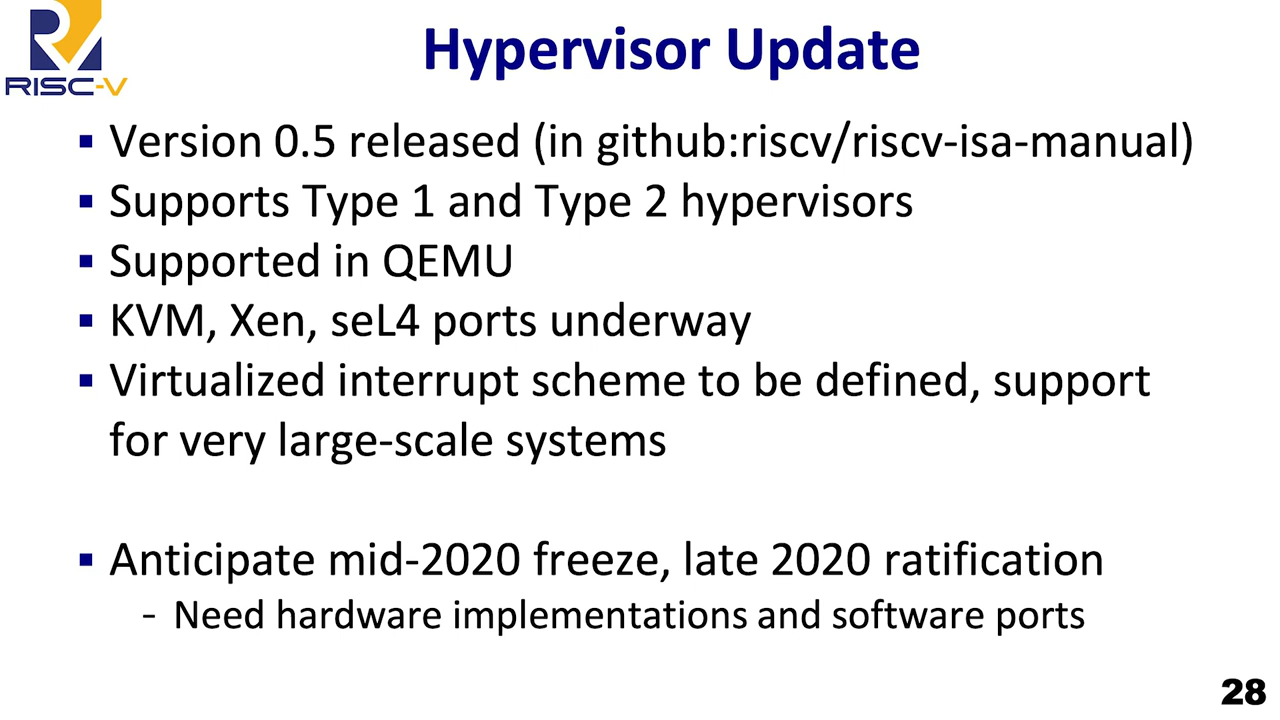 RISC-V
Hypervisor Update
▪ Version 0.5 released (in github:riscv/riscv-isa-manual)
▪ Supports Type 1 and Type 2 hypervisors
▪ Supported in QEMU
▪ KVM, Xen, seL4 ports underway
▪ Virtualized interrupt scheme to be defined, support
for very large-scale systems
▪ Anticipate mid-2020 freeze, late 2020 ratification
- Need hardware implementations and software ports
28